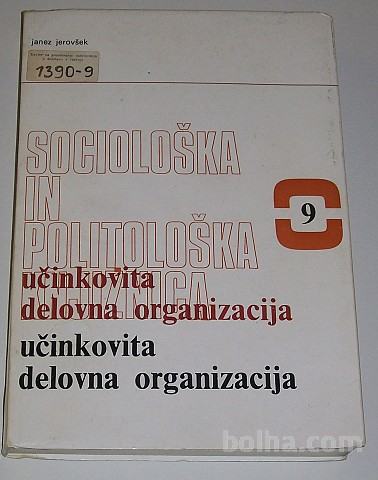 janez jerovšek
1390-9
SOCIOLOŠKA
IN
POLITOLOŠKA
KNJIŽNICA
9
učinkovita
delovna organizacija
učinkovita
delovna organizacija
bolha.com